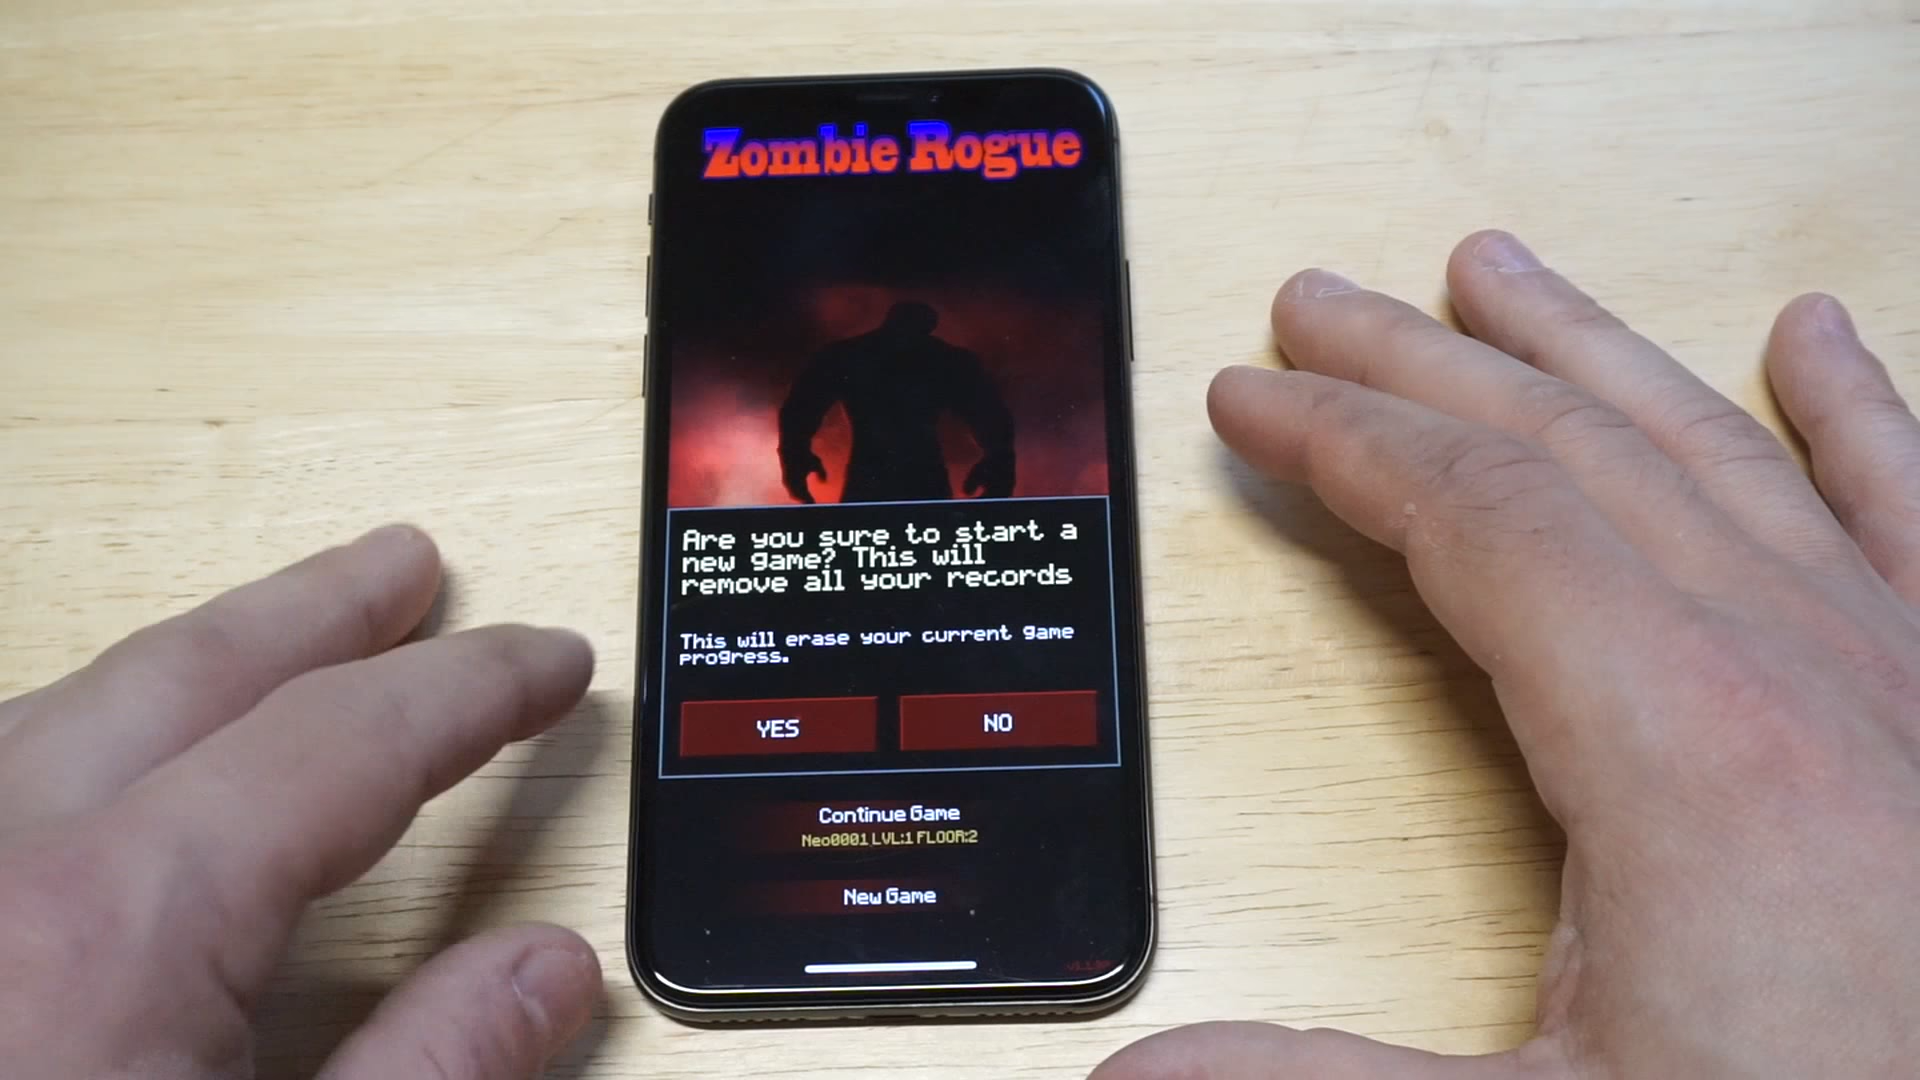 Zombie Rogue
Are you sure to start a
new game? This will
remove all your records
This will erase your current game
progress.
YES
NO
Continue Game
Neo0001 LVL:1 FLOOR:2
New Game